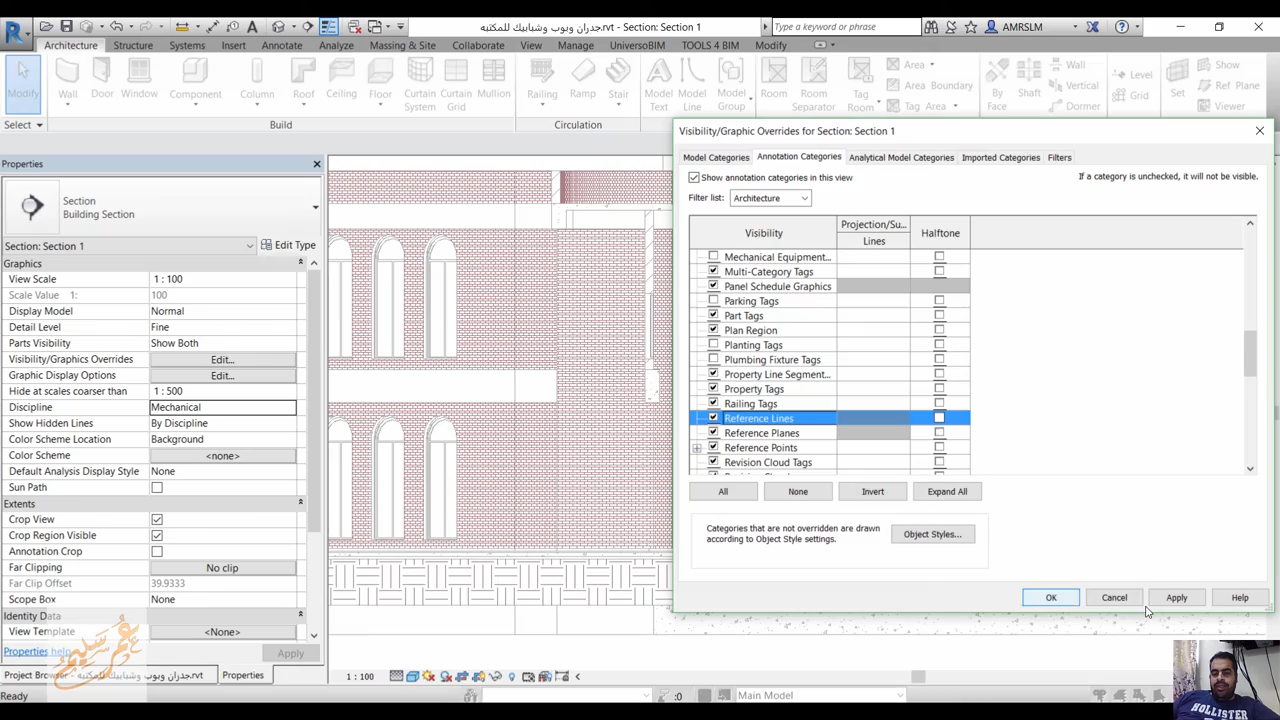 جدران وبوب وشبابيك للمكتبه.rvt - Section: Section 1
Type a keyword or phrase
AMRSLM
Architecture Structure Systems Insert Annotate Analyze Massing & Site Collaborate View Manage UniversoBIM TOOLS 4 BIM Modify
Modify Wall Door Window Component Column Roof Ceiling Floor Curtain System Curtain Grid Mullion Railing Ramp Stair Model Text Model Line Model Group Room Room Separator Tag Room Area Area Boundary Tag Area By Face Shaft Wall Vertical Dormer Level Grid Set Show Ref Plane Viewer
Select Build Circulation
Properties
Section
Building Section
Section: Section 1 Edit Type
Graphics
View Scale 1 : 100
Scale Value 1: 100
Display Model Normal
Detail Level Fine
Parts Visibility Show Both
Visibility/Graphics Overrides Edit...
Graphic Display Options Edit...
Hide at scales coarser than 1 : 500
Discipline Mechanical
Show Hidden Lines By Discipline
Color Scheme Location Background
Color Scheme <none>
Default Analysis Display Style None
Sun Path
Extents
Crop View
Crop Region Visible
Annotation Crop
Far Clipping No clip
Far Clip Offset 39.9333
Scope Box None
Identity Data
View Template <None>
Properties help Apply
عمر سليم
Project Browser - جدران وبوب وشبابيك للمكتبه.rvt Properties
Ready
1 : 100
:0 Main Model
Visibility/Graphic Overrides for Section: Section 1
Model Categories Annotation Categories Analytical Model Categories Imported Categories Filters
Show annotation categories in this view
If a category is unchecked, it will not be visible.
Filter list: Architecture
Visibility Projection/Su... Halftone
Lines
Mechanical Equipment...
Multi-Category Tags
Panel Schedule Graphics
Parking Tags
Part Tags
Plan Region
Planting Tags
Plumbing Fixture Tags
Property Line Segment...
Property Tags
Railing Tags
Reference Lines
Reference Planes
Reference Points
Revision Cloud Tags
All None Invert Expand All
Categories that are not overridden are drawn
according to Object Style settings.
Object Styles...
OK Cancel Apply Help
HOLLISTER